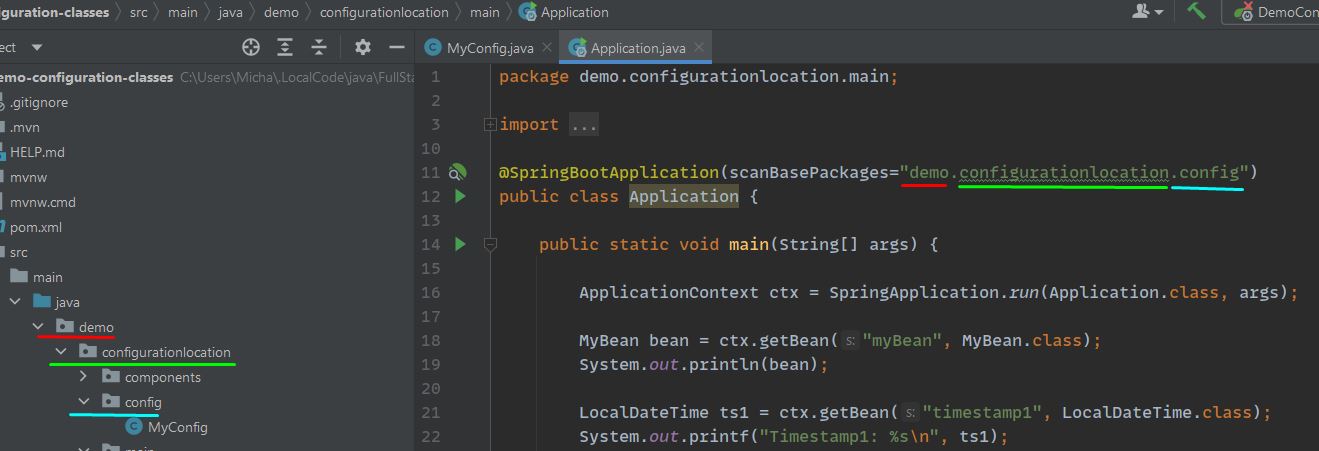 guration-classes src main java demo configurationlocation main Application DemoCon
ect
emo-configuration-classes C:\Users\Micha\.LocalCode\java\FullSta
.gitignore
.mvn
HELP.md
mvnw
mvnw.cmd
pom.xml
src
main
java
demo
configurationlocation
components
config
MyConfig
main
MyConfig.java Application.java
1 package demo.configurationlocation.main;
2
3 import ...
10
11 @SpringBootApplication(scanBasePackages="demo.configurationlocation.config")
12 public class Application {
13
14 public static void main(String[] args) {
15
16 ApplicationContext ctx = SpringApplication.run(Application.class, args);
17
18 MyBean bean = ctx.getBean( s: "myBean", MyBean.class);
19 System.out.println(bean);
20
21 LocalDateTime ts1 = ctx.getBean( s: "timestamp1", LocalDateTime.class);
22 System.out.printf("Timestamp1: %s\n", ts1);